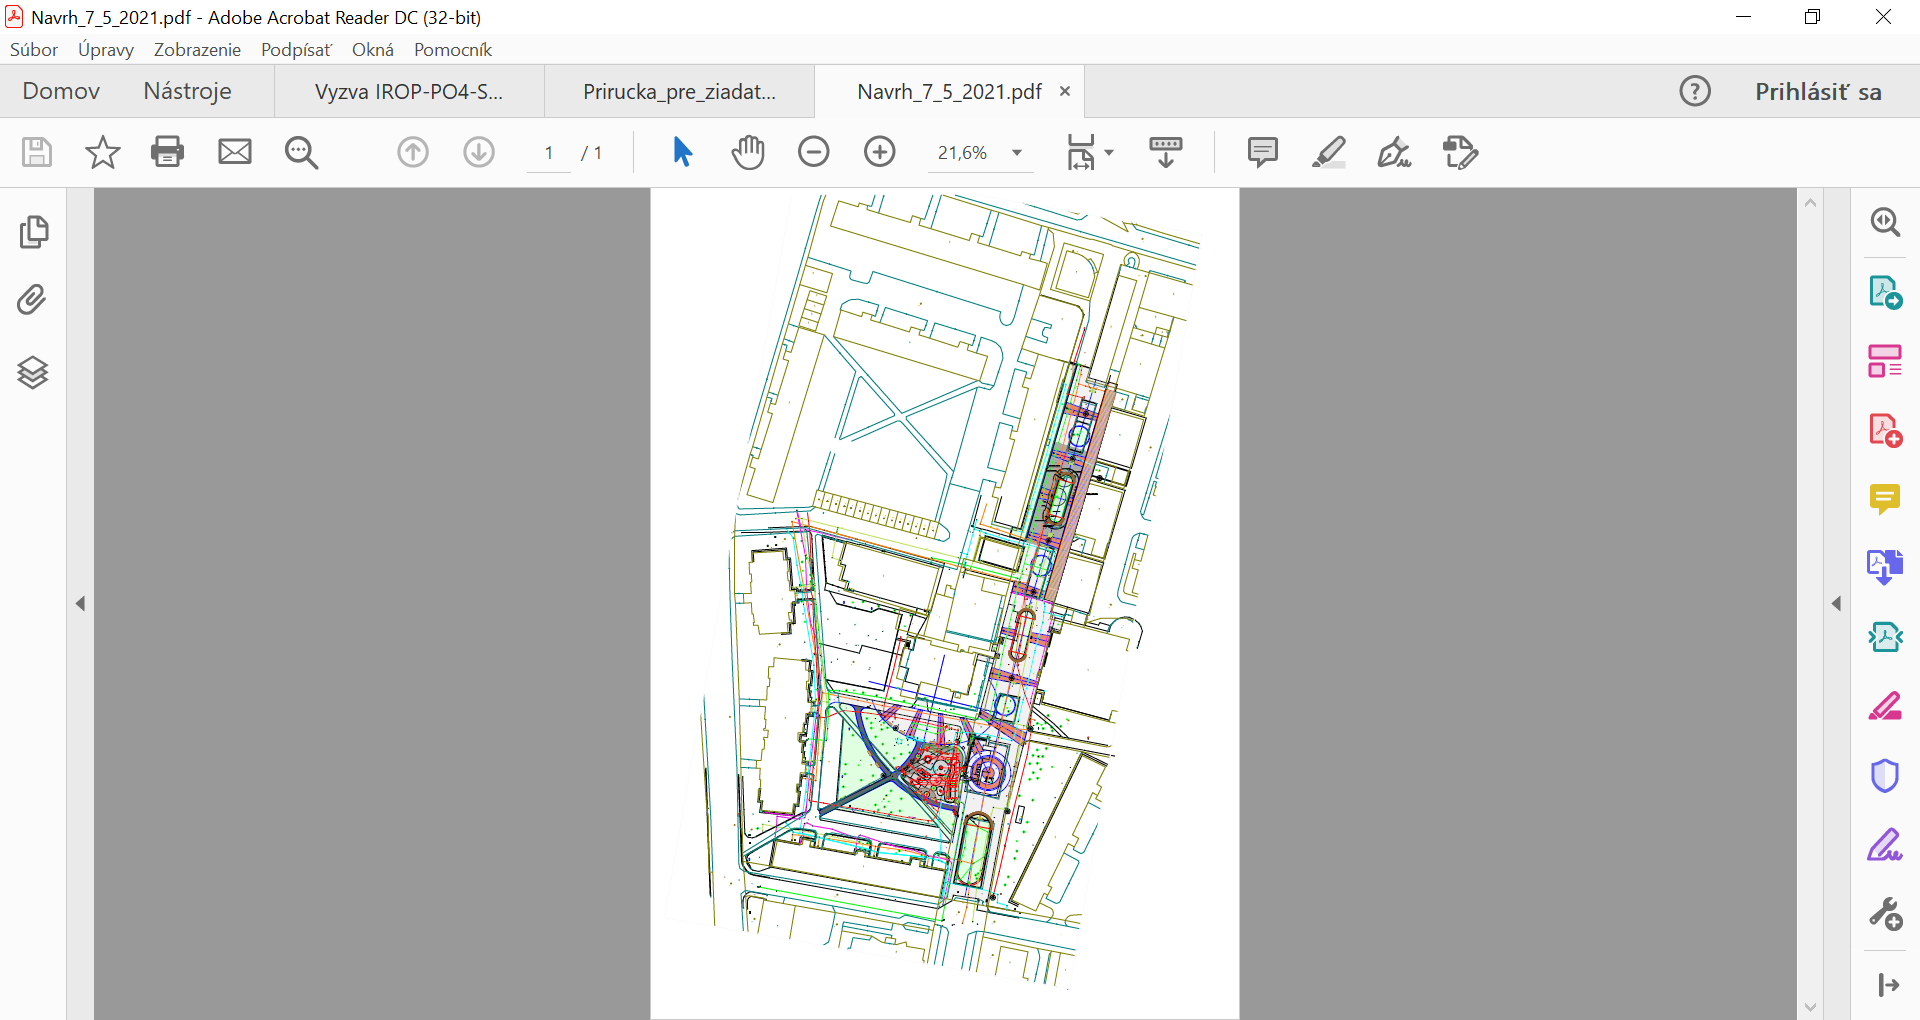 Navrh_7_5_2021.pdf - Adobe Acrobat Reader DC (32-bit)
Súbor Úpravy Zobrazenie Podpísať Okná Pomocník
Domov Nástroje Vyzva IROP-PO4-S... Prirucka_pre_ziadat... Navrh_7_5_2021.pdf × ? Prihlásiť sa
1 / 1 21,6%